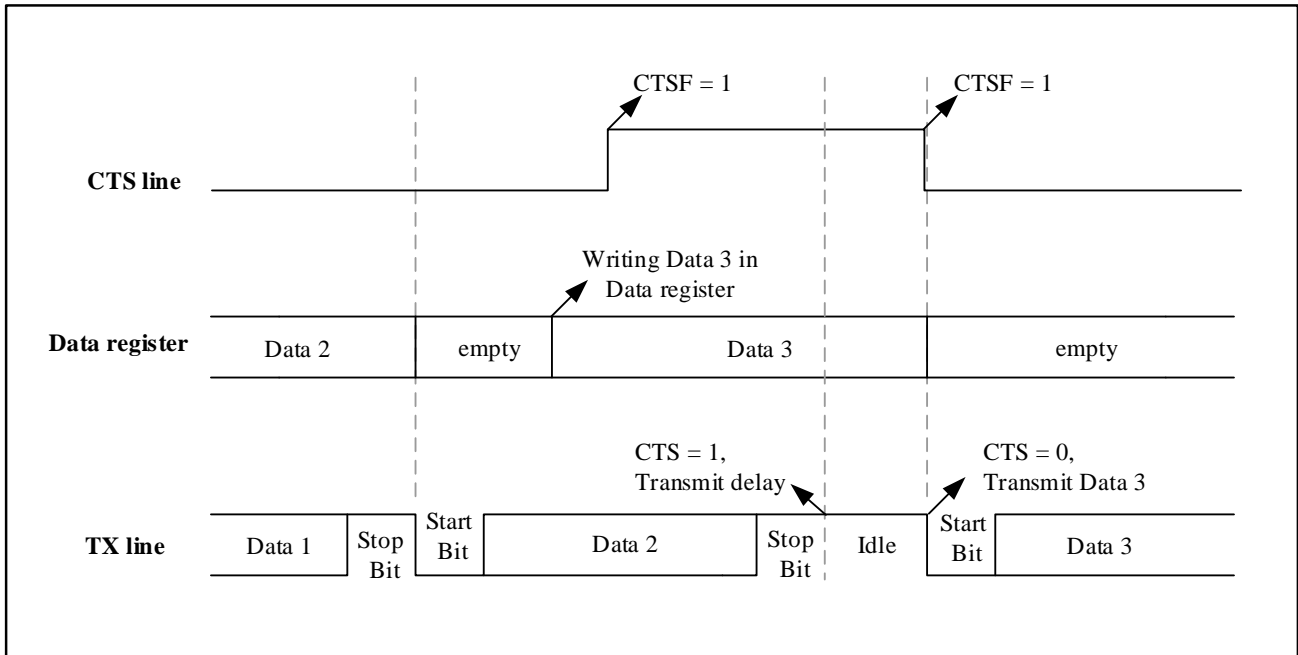 CTSF = 1
CTSF = 1
CTS line
Writing Data 3 in
Data register
Data register
Data 2
empty
Data 3
empty
CTS = 1,
Transmit delay
CTS = 0,
Transmit Data 3
TX line
Data 1
Stop
Bit
Start
Bit
Data 2
Stop
Bit
Idle
Start
Bit
Data 3